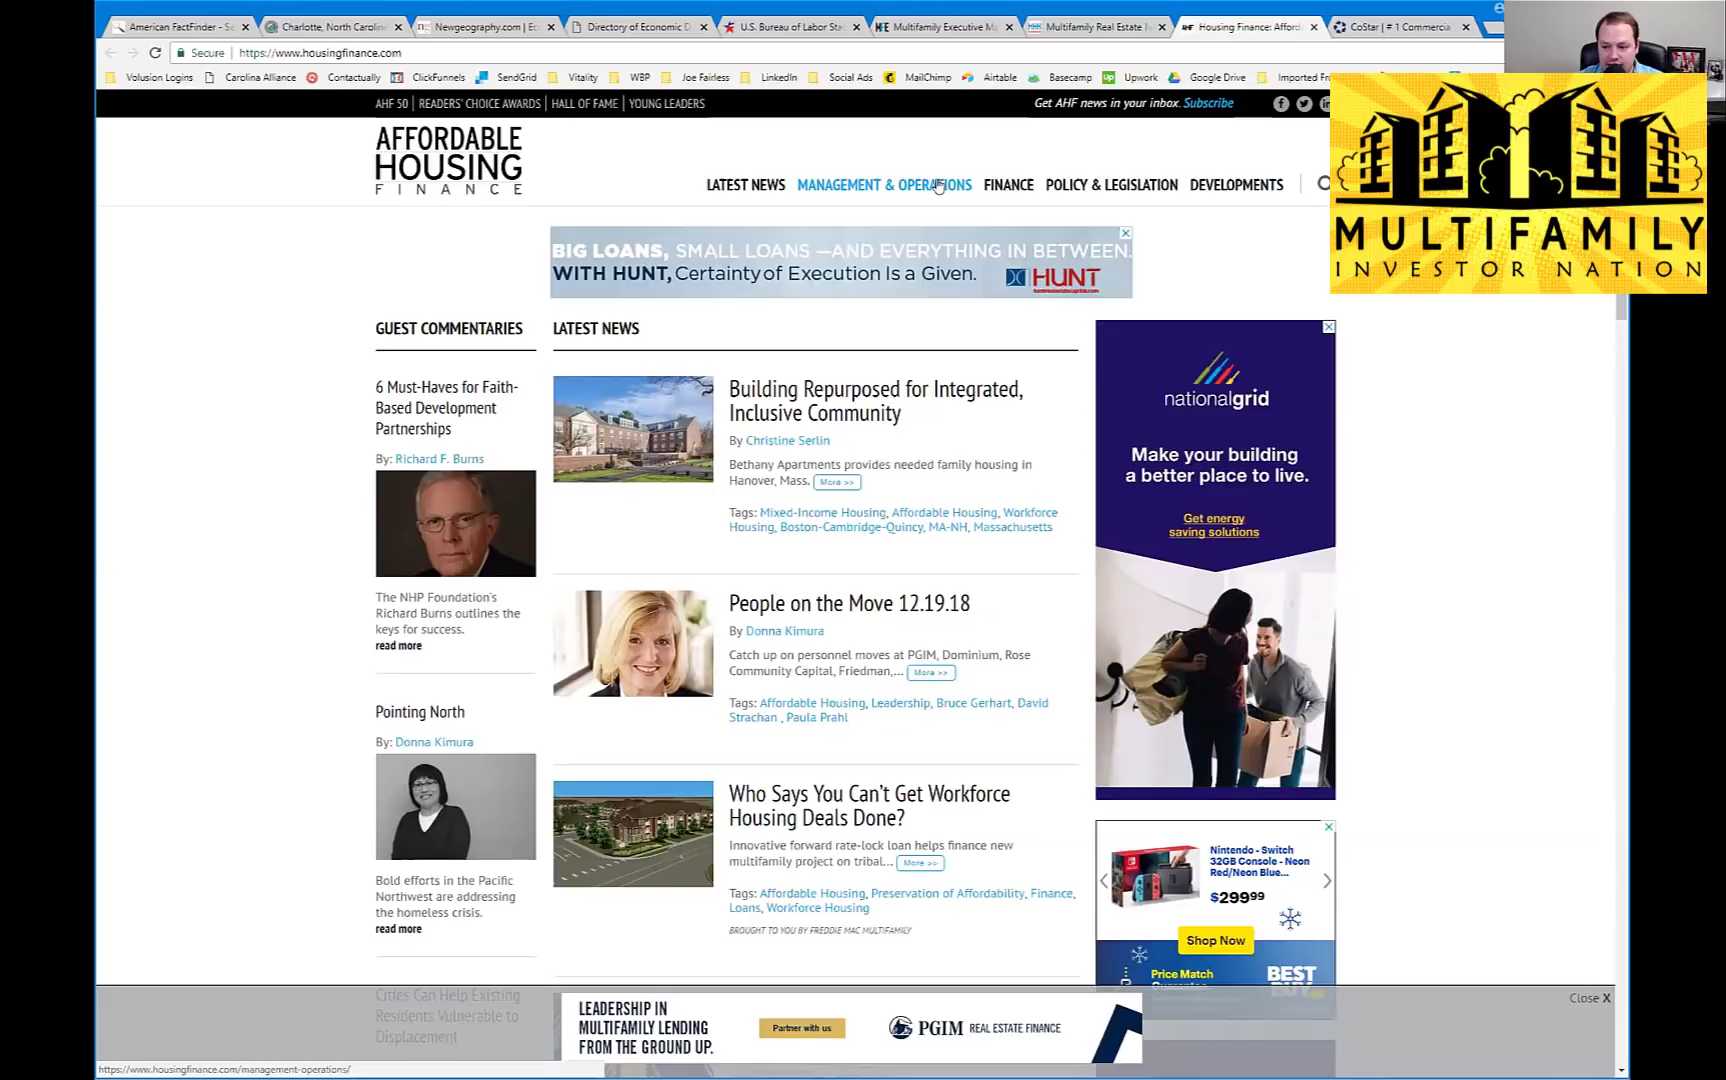 American FactFinder - Se
Charlotte, North Carolin
Newgeography.com | Ec
Directory of Economic D
U.S. Bureau of Labor Sta
Multifamily Executive Ma
Multifamily Real Estate N
Housing Finance: Afford
CoStar | # 1 Commercia
Secure https://www.housingfinance.com
Volusion Logins Carolina Alliance Contactually ClickFunnels SendGrid Vitality WBP Joe Fairless LinkedIn Social Ads MailChimp Airtable Basecamp Upwork Google Drive Imported Fr
AHF 50 | READERS' CHOICE AWARDS | HALL OF FAME | YOUNG LEADERS
Get AHF news in your inbox. Subscribe
AFFORDABLE
HOUSING
FINANCE
LATEST NEWS MANAGEMENT & OPERATIONS FINANCE POLICY & LEGISLATION DEVELOPMENTS
MULTIFAMILY
INVESTOR NATION
BIG LOANS, SMALL LOANS —AND EVERYTHING IN BETWEEN.
WITH HUNT, Certainty of Execution Is a Given.
HUNT
GUEST COMMENTARIES
6 Must-Haves for Faith-
Based Development
Partnerships
By: Richard F. Burns
The NHP Foundation's
Richard Burns outlines the
keys for success.
read more
Pointing North
By: Donna Kimura
Bold efforts in the Pacific
Northwest are addressing
the homeless crisis.
read more
Cities Can Help Existing
Residents Vulnerable to
Displacement
LATEST NEWS
Building Repurposed for Integrated,
Inclusive Community
By Christine Serlin
Bethany Apartments provides needed family housing in
Hanover, Mass. More >>
Tags: Mixed-Income Housing, Affordable Housing, Workforce
Housing, Boston-Cambridge-Quincy, MA-NH, Massachusetts
People on the Move 12.19.18
By Donna Kimura
Catch up on personnel moves at PGIM, Dominium, Rose
Community Capital, Friedman,... More >>
Tags: Affordable Housing, Leadership, Bruce Gerhart, David
Strachan , Paula Prahl
Who Says You Can't Get Workforce
Housing Deals Done?
Innovative forward rate-lock loan helps finance new
multifamily project on tribal... More >>
Tags: Affordable Housing, Preservation of Affordability, Finance,
Loans, Workforce Housing
BROUGHT TO YOU BY FREDDIE MAC MULTIFAMILY
nationalgrid
Make your building
a better place to live.
Get energy
saving solutions
Nintendo - Switch
32GB Console - Neon
Red/Neon Blue...
$299.99
Shop Now
Price Match
Guarantee
BEST
BUY
Close X
LEADERSHIP IN
MULTIFAMILY LENDING
FROM THE GROUND UP.
Partner with us
PGIM REAL ESTATE FINANCE
https://www.housingfinance.com/management-operations/